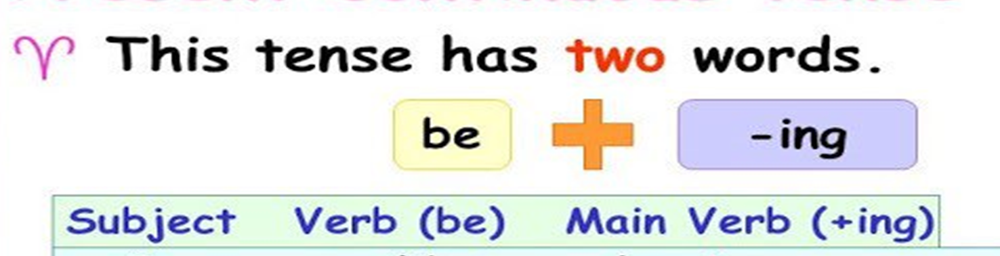 This tense has two words.
be + -ing
Subject Verb (be) Main Verb (+ing)